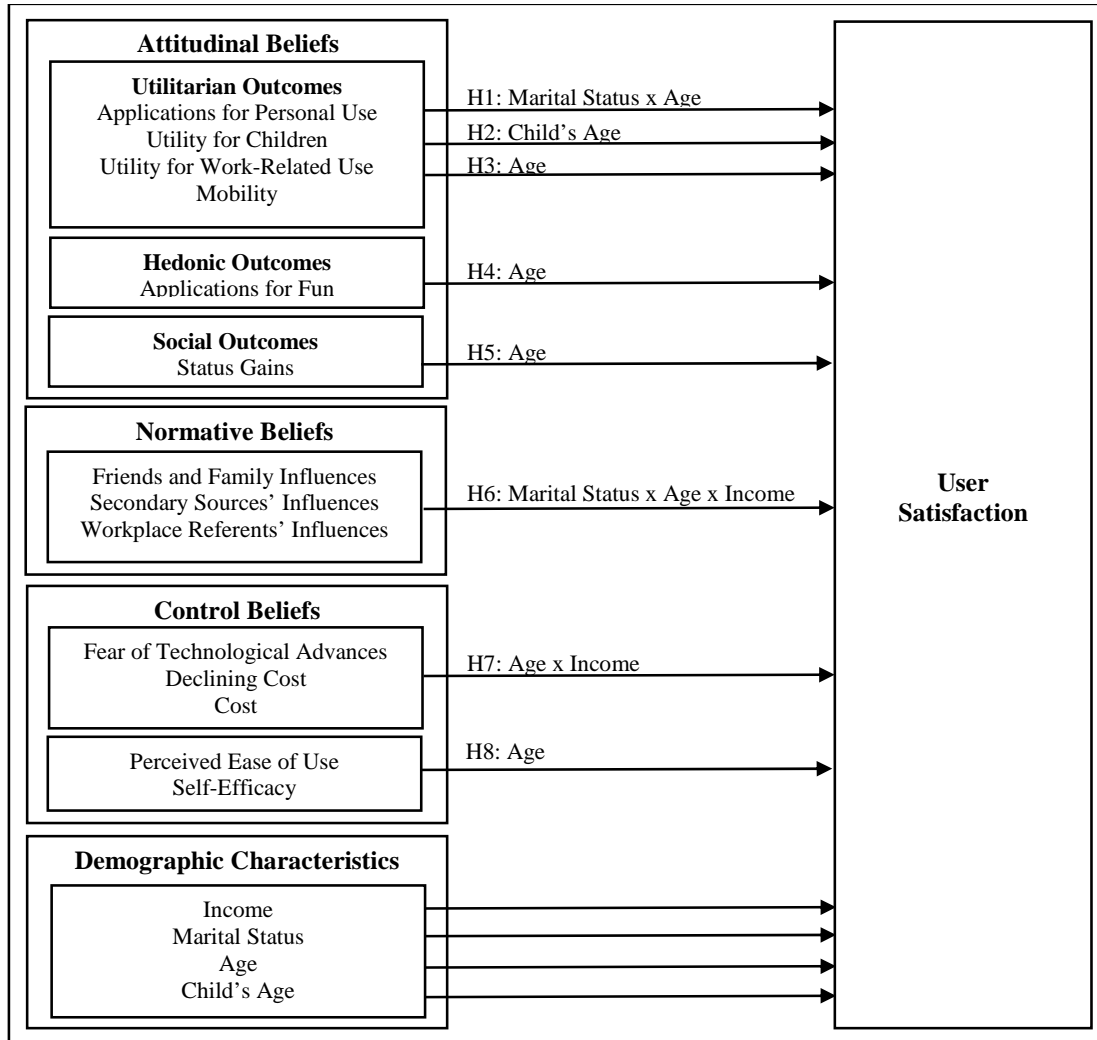 Attitudinal Beliefs
Utilitarian Outcomes
Applications for Personal Use
Utility for Children
Utility for Work-Related Use
Mobility
H1: Marital Status x Age
H2: Child's Age
H3: Age
Hedonic Outcomes
Applications for Fun
H4: Age
Social Outcomes
Status Gains
H5: Age
Normative Beliefs
Friends and Family Influences
Secondary Sources' Influences
Workplace Referents' Influences
H6: Marital Status x Age x Income
User
Satisfaction
Control Beliefs
Fear of Technological Advances
Declining Cost
Cost
H7: Age x Income
Perceived Ease of Use
Self-Efficacy
H8: Age
Demographic Characteristics
Income
Marital Status
Age
Child's Age